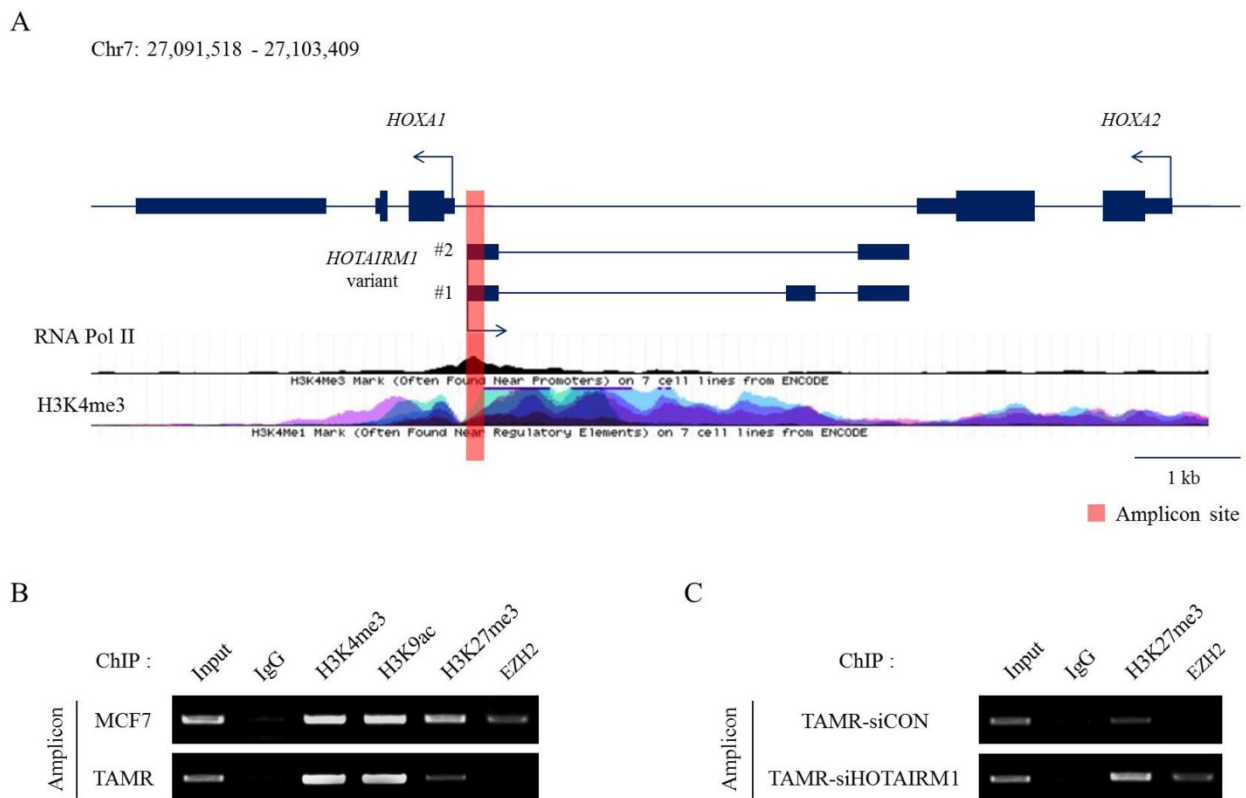 A
Chr7: 27,091,518 - 27,103,409
HOXA1
HOXA2
HOTAIRM1
variant
#2
#1
RNA Pol II
H3K4Me3 Mark (Often Found Near Promoters) on 7 cell lines from ENCODE
H3K4me3
H3K4Me1 Mark (Often Found Near Regulatory Elements) on 7 cell lines from ENCODE
1 kb
Amplicon site
B
ChIP :
Input
IgG
H3K4me3
H3K9ac
H3K27me3
EZH2
Amplicon
MCF7
TAMR
C
ChIP :
Input
IgG
H3K27me3
EZH2
Amplicon
TAMR-siCON
TAMR-siHOTAIRM1